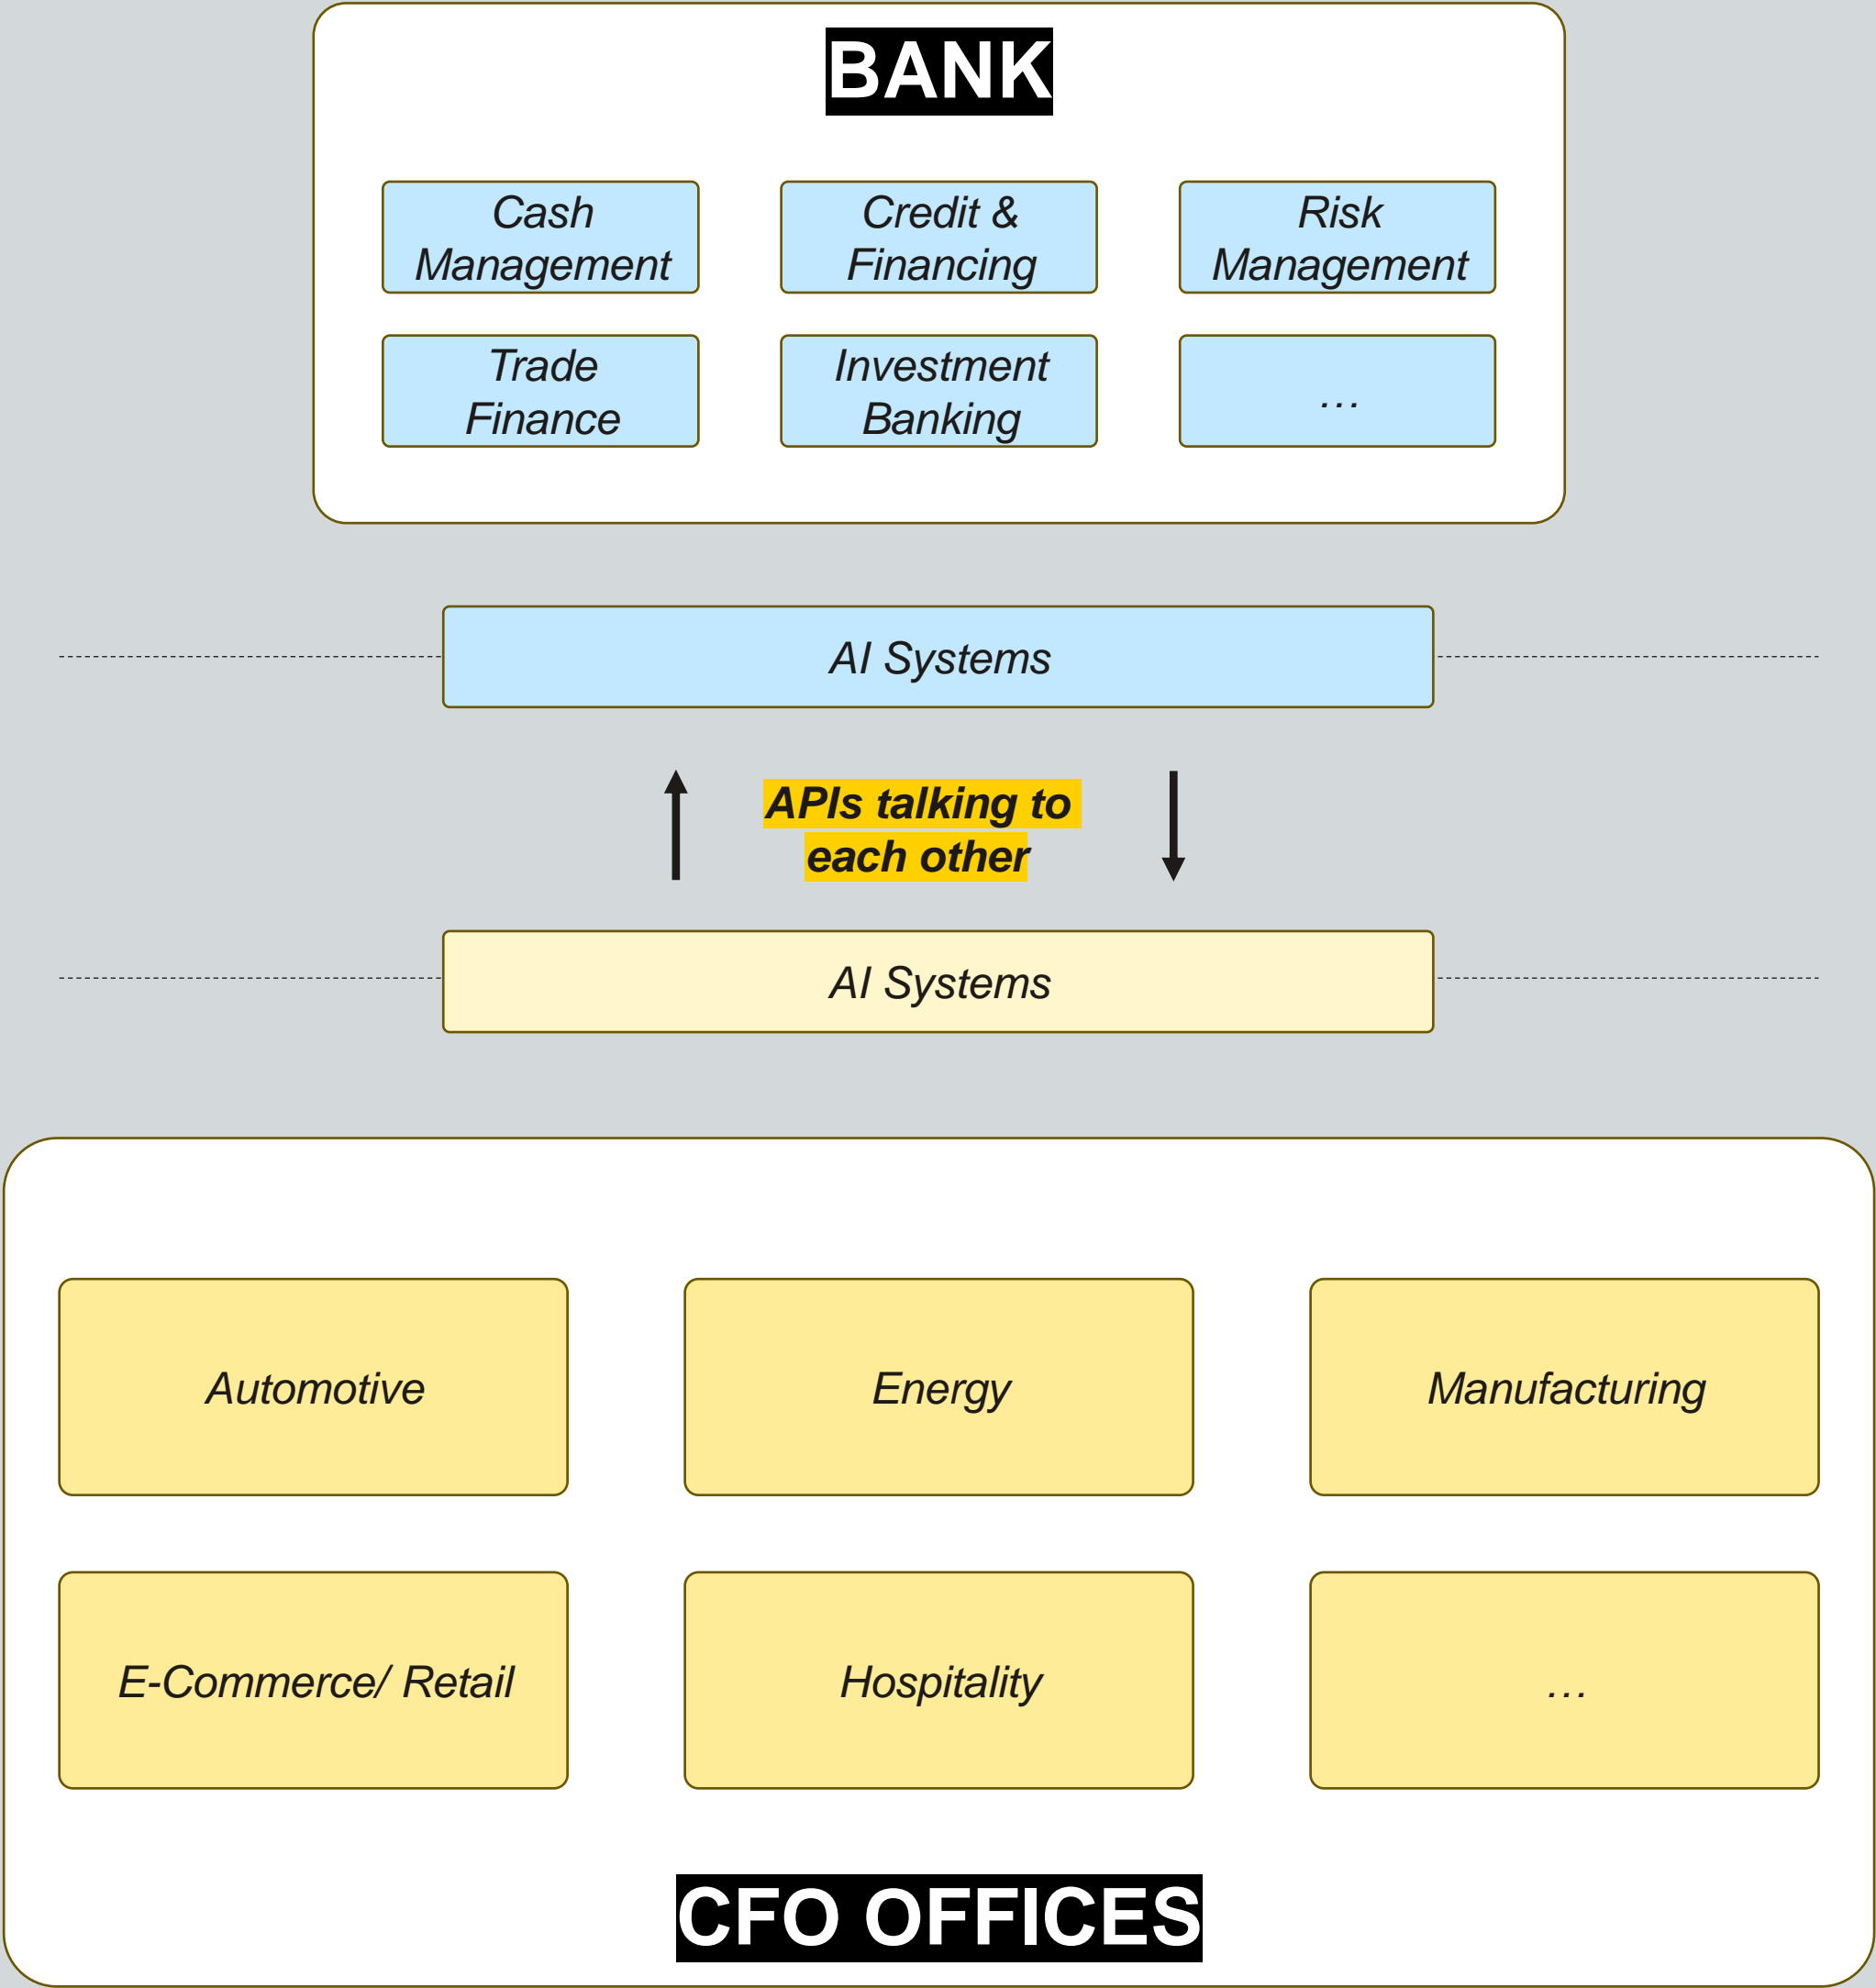 BANK
Cash
Management
Credit &
Financing
Risk
Management
Trade
Finance
Investment
Banking
…
AI Systems
APIs talking to
each other
AI Systems
Automotive
Energy
Manufacturing
E-Commerce/ Retail
Hospitality
…
CFO OFFICES